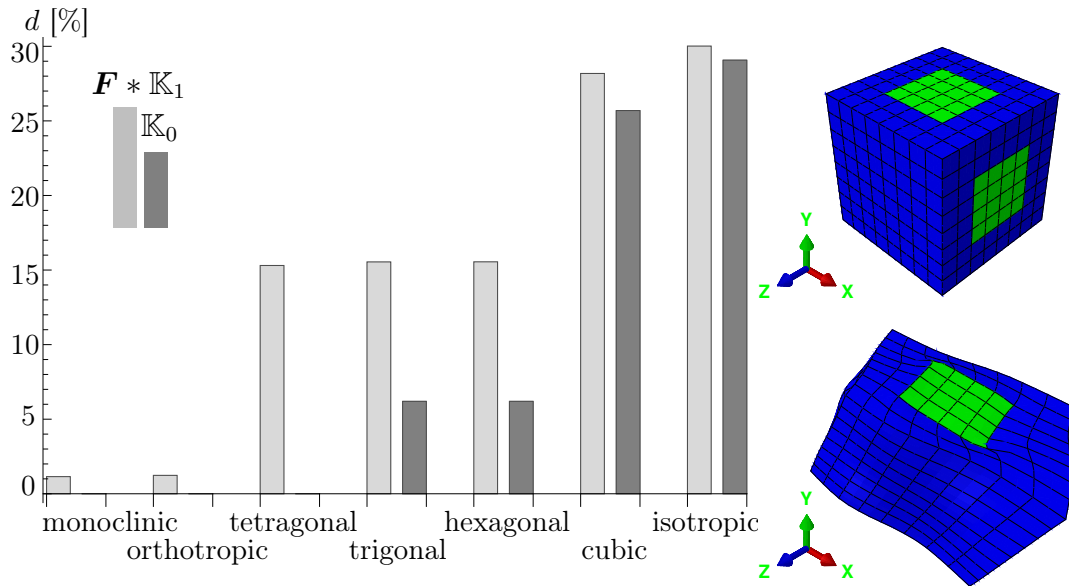 d [%]
30
25
20
15
10
5
0
F ∗ 𝕂₁
𝕂₀
monoclinic
orthotropic
tetragonal
trigonal
hexagonal
cubic
isotropic
Y
Z
X
Y
Z
X